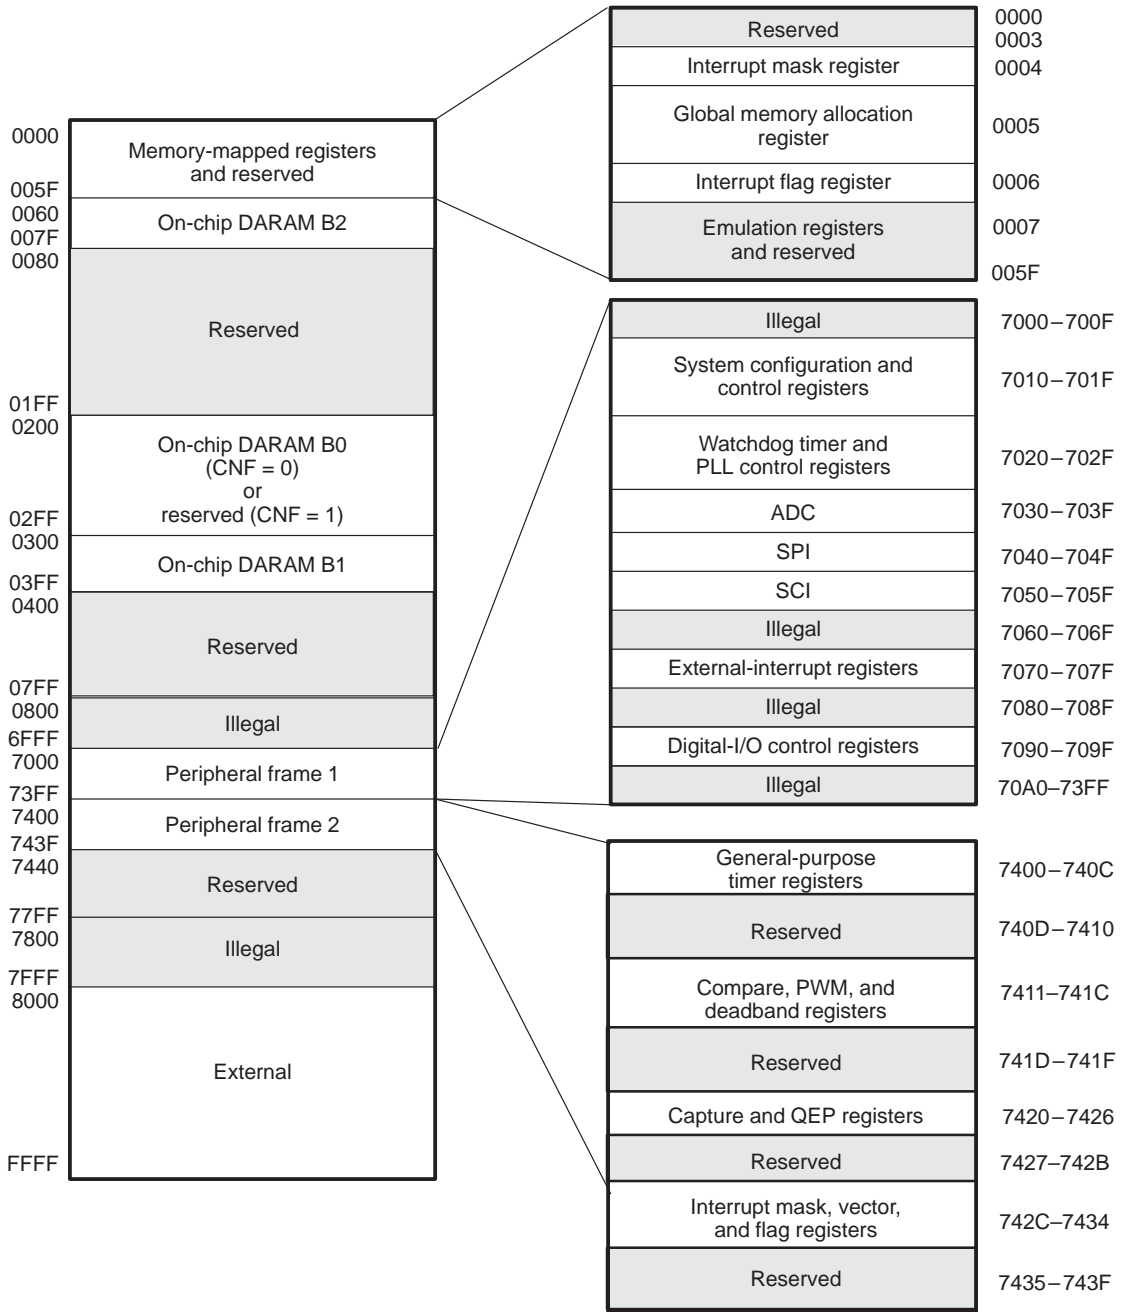 0000
Memory-mapped registers
and reserved
005F
0060
On-chip DARAM B2
007F
0080
Reserved
01FF
0200
On-chip DARAM B0
(CNF = 0)
or
reserved (CNF = 1)
02FF
0300
On-chip DARAM B1
03FF
0400
Reserved
07FF
0800
Illegal
6FFF
7000
Peripheral frame 1
73FF
7400
Peripheral frame 2
743F
7440
Reserved
77FF
7800
Illegal
7FFF
8000
External
FFFF
Reserved
0000
0003
Interrupt mask register
0004
Global memory allocation
register
0005
Interrupt flag register
0006
Emulation registers
and reserved
0007
005F
Illegal
7000–700F
System configuration and
control registers
7010–701F
Watchdog timer and
PLL control registers
7020–702F
ADC
7030–703F
SPI
7040–704F
SCI
7050–705F
Illegal
7060–706F
External-interrupt registers
7070–707F
Illegal
7080–708F
Digital-I/O control registers
7090–709F
Illegal
70A0–73FF
General-purpose
timer registers
7400–740C
Reserved
740D–7410
Compare, PWM, and
deadband registers
7411–741C
Reserved
741D–741F
Capture and QEP registers
7420–7426
Reserved
7427–742B
Interrupt mask, vector,
and flag registers
742C–7434
Reserved
7435–743F